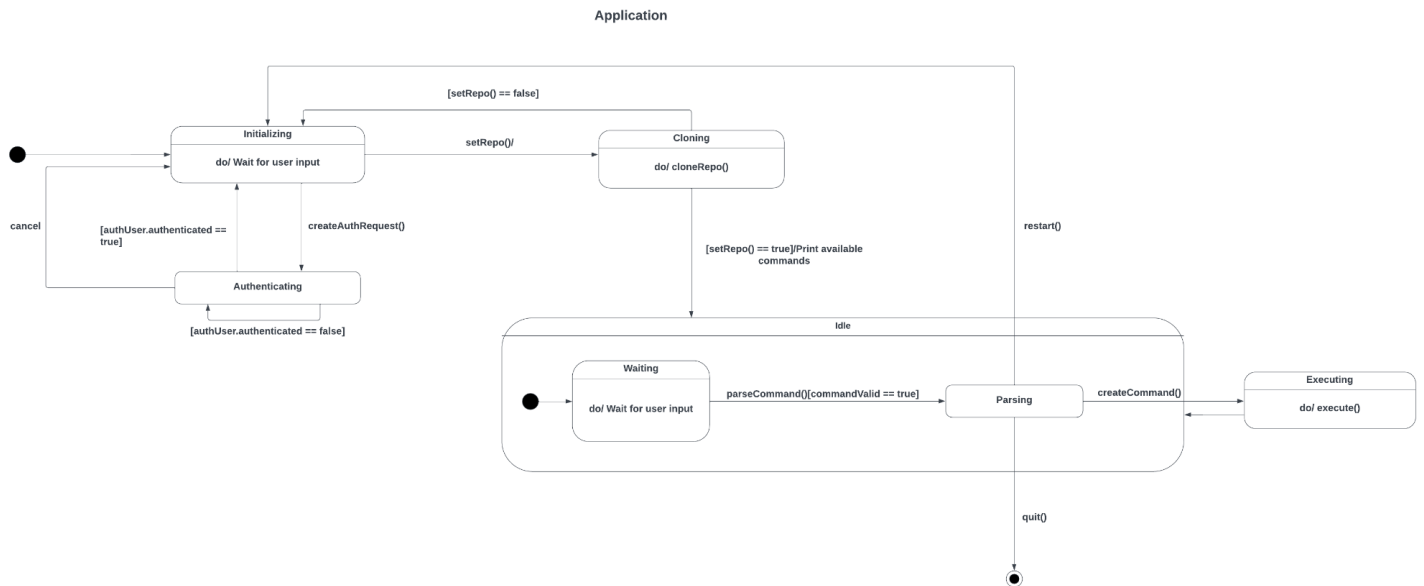 Application
[setRepo() == false]
Initializing
do/ Wait for user input
setRepo()/
Cloning
do/ cloneRepo()
cancel
[authUser.authenticated ==
true]
createAuthRequest()
restart()
[setRepo() == true]/Print available
commands
Authenticating
[authUser.authenticated == false]
Idle
Waiting
do/ Wait for user input
parseCommand()[commandValid == true]
Parsing
createCommand()
Executing
do/ execute()
quit()